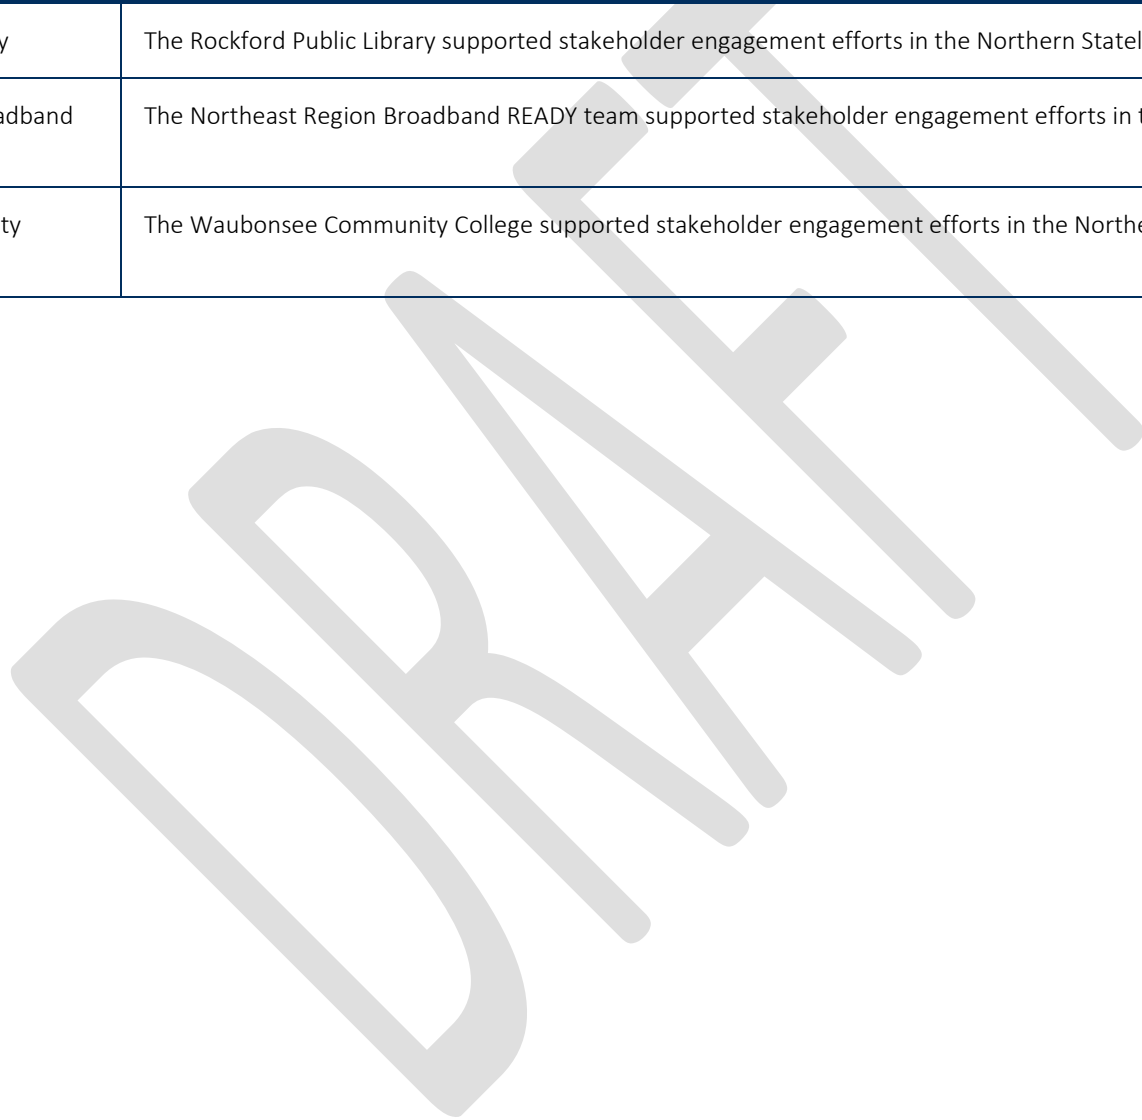 y The Rockford Public Library supported stakeholder engagement efforts in the Northern Statel
adband The Northeast Region Broadband READY team supported stakeholder engagement efforts in t
ty The Waubonsee Community College supported stakeholder engagement efforts in the Northe
DRAFT